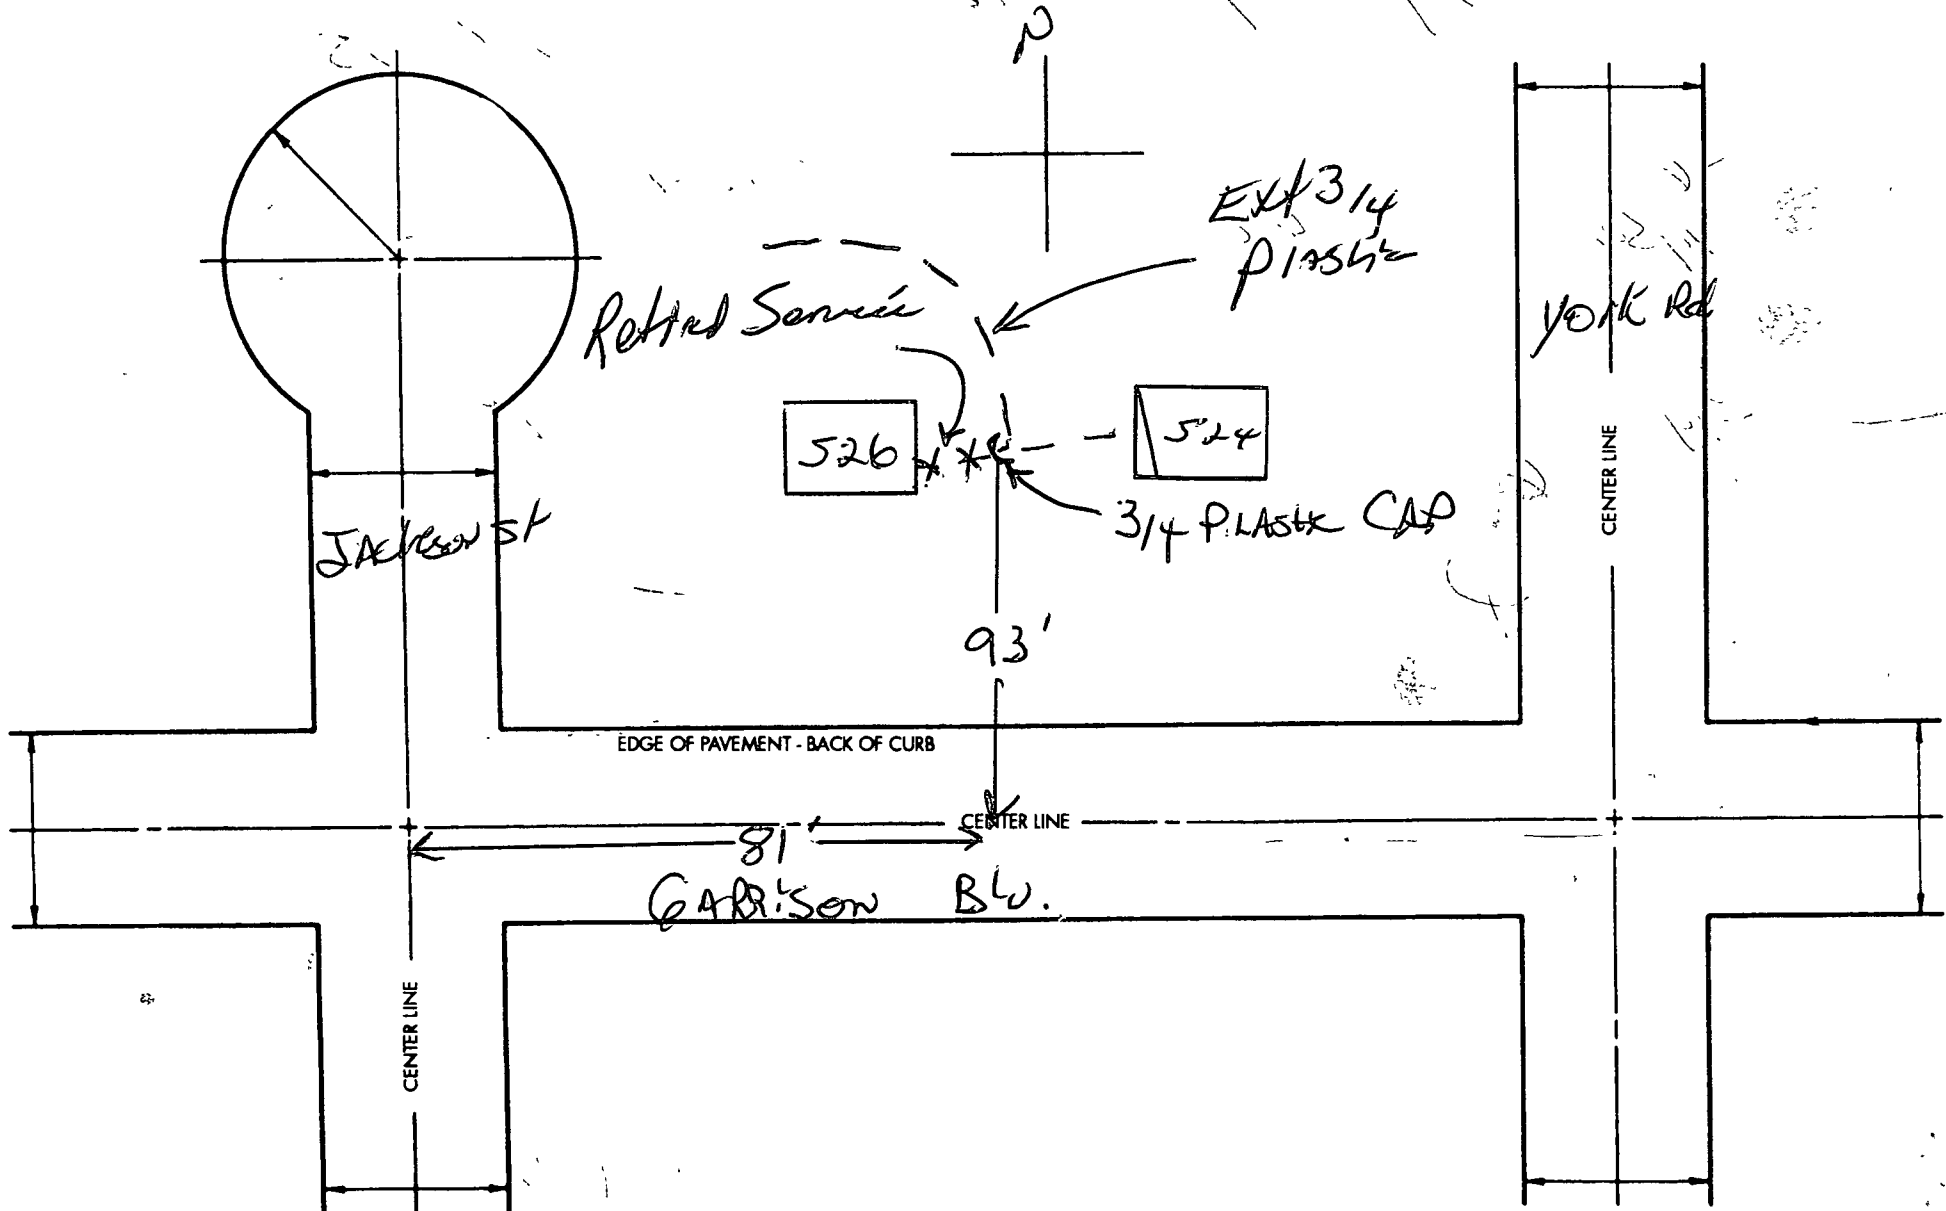 N
Ext 3/4
Plastic
Retired Service
York Rd
526
524
3/4 PLASTIC CAP
CENTER LINE
JACKSON St
93'
EDGE OF PAVEMENT - BACK OF CURB
CENTER LINE
81'
GARRISON BLV.
CENTER LINE